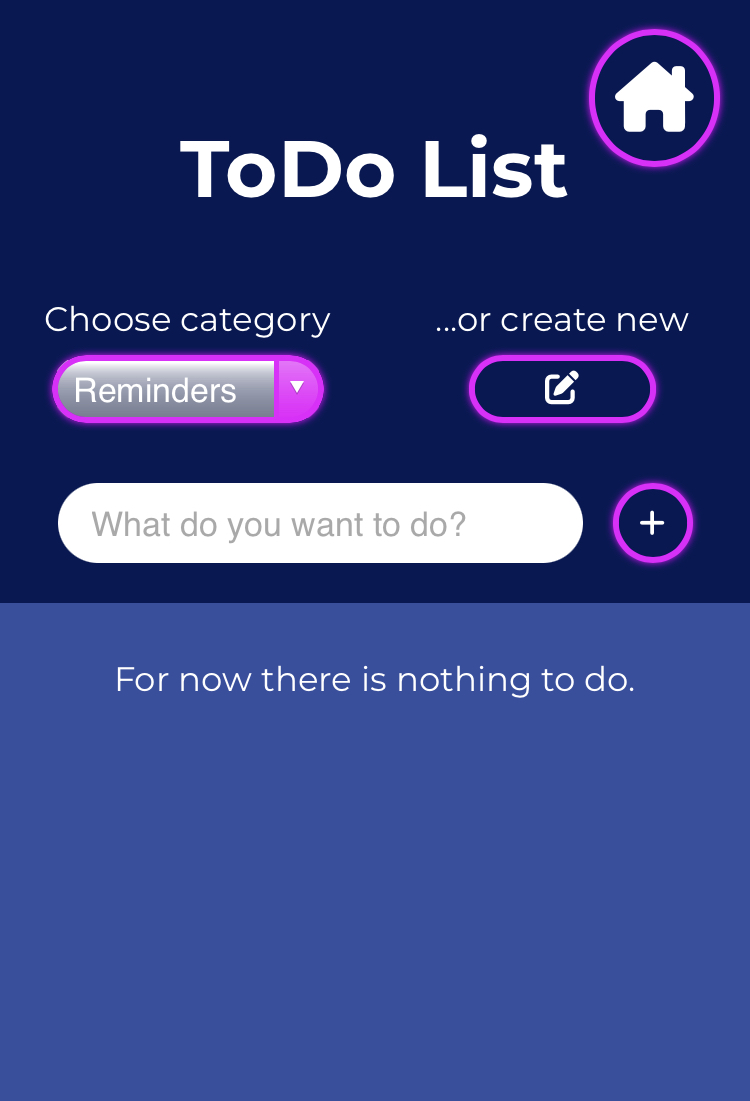 ToDo List
Choose category
...or create new
Reminders
What do you want to do?
For now there is nothing to do.